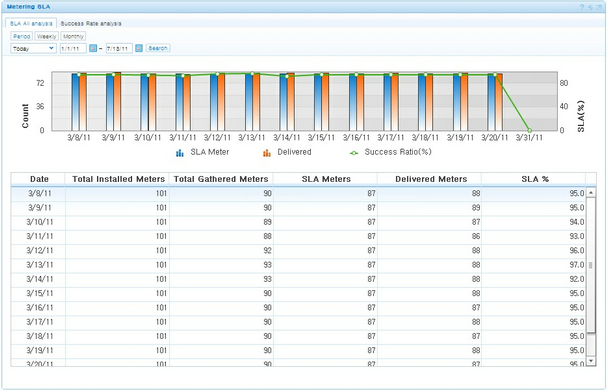 Metering SLA
SLA All analysis Success Rate analysis
Period Weekly Monthly
Today 1/1/11 ~ 7/13/11 Search
Count
72
36
0
SLA(%)
80
40
0
3/8/11 3/9/11 3/10/11 3/11/11 3/12/11 3/13/11 3/14/11 3/15/11 3/16/11 3/17/11 3/18/11 3/19/11 3/20/11 3/31/11
SLA Meter Delivered Success Ratio(%)
Date Total Installed Meters Total Gathered Meters SLA Meters Delivered Meters SLA %
3/8/11 101 90 87 88 95.0
3/9/11 101 90 87 89 95.0
3/10/11 101 89 87 87 94.0
3/11/11 101 88 87 86 93.0
3/12/11 101 92 87 88 96.0
3/13/11 101 93 87 88 97.0
3/14/11 101 93 87 88 92.0
3/15/11 101 90 87 88 95.0
3/16/11 101 90 87 88 95.0
3/17/11 101 90 87 88 95.0
3/18/11 101 90 87 88 95.0
3/19/11 101 90 87 88 95.0
3/20/11 101 90 87 88 95.0